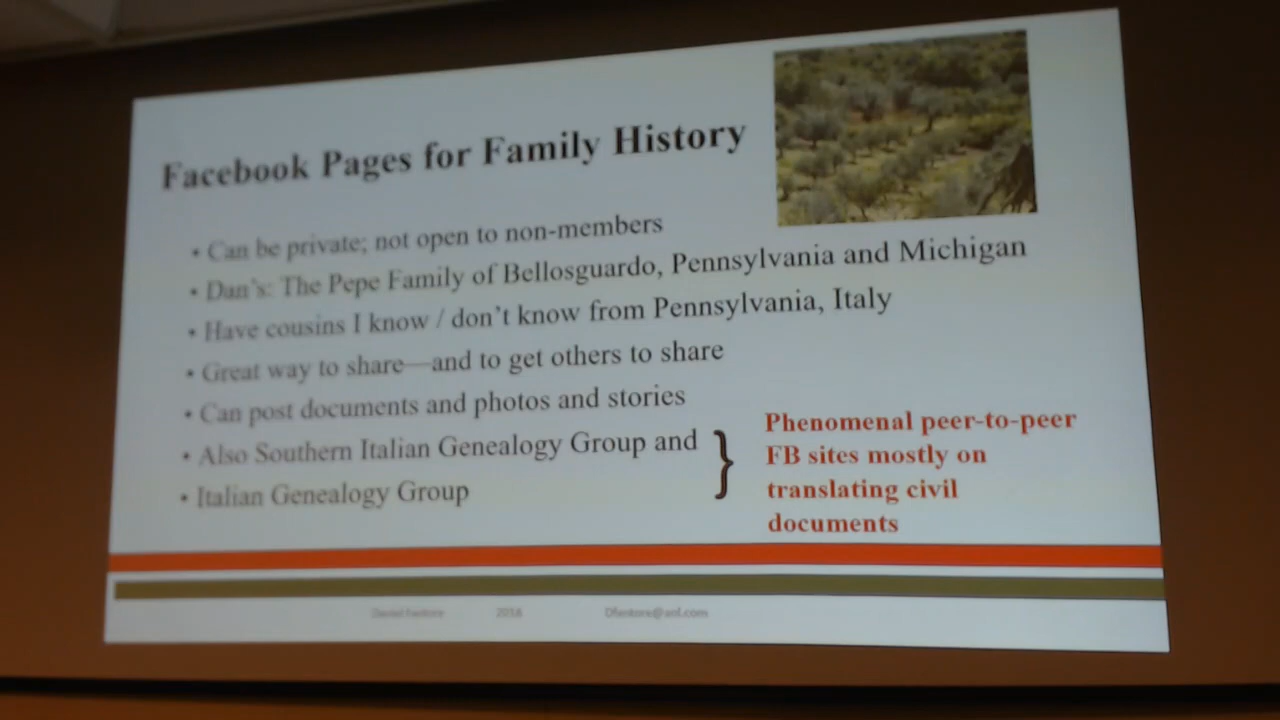 Facebook Pages for Family History
• Can be private; not open to non-members
• Dan's: The Pepe Family of Bellosguardo, Pennsylvania and Michigan
• Have cousins I know / don't know from Pennsylvania, Italy
• Great way to share—and to get others to share
• Can post documents and photos and stories
• Also Southern Italian Genealogy Group and
• Italian Genealogy Group
}
Phenomenal peer-to-peer
FB sites mostly on
translating civil
documents